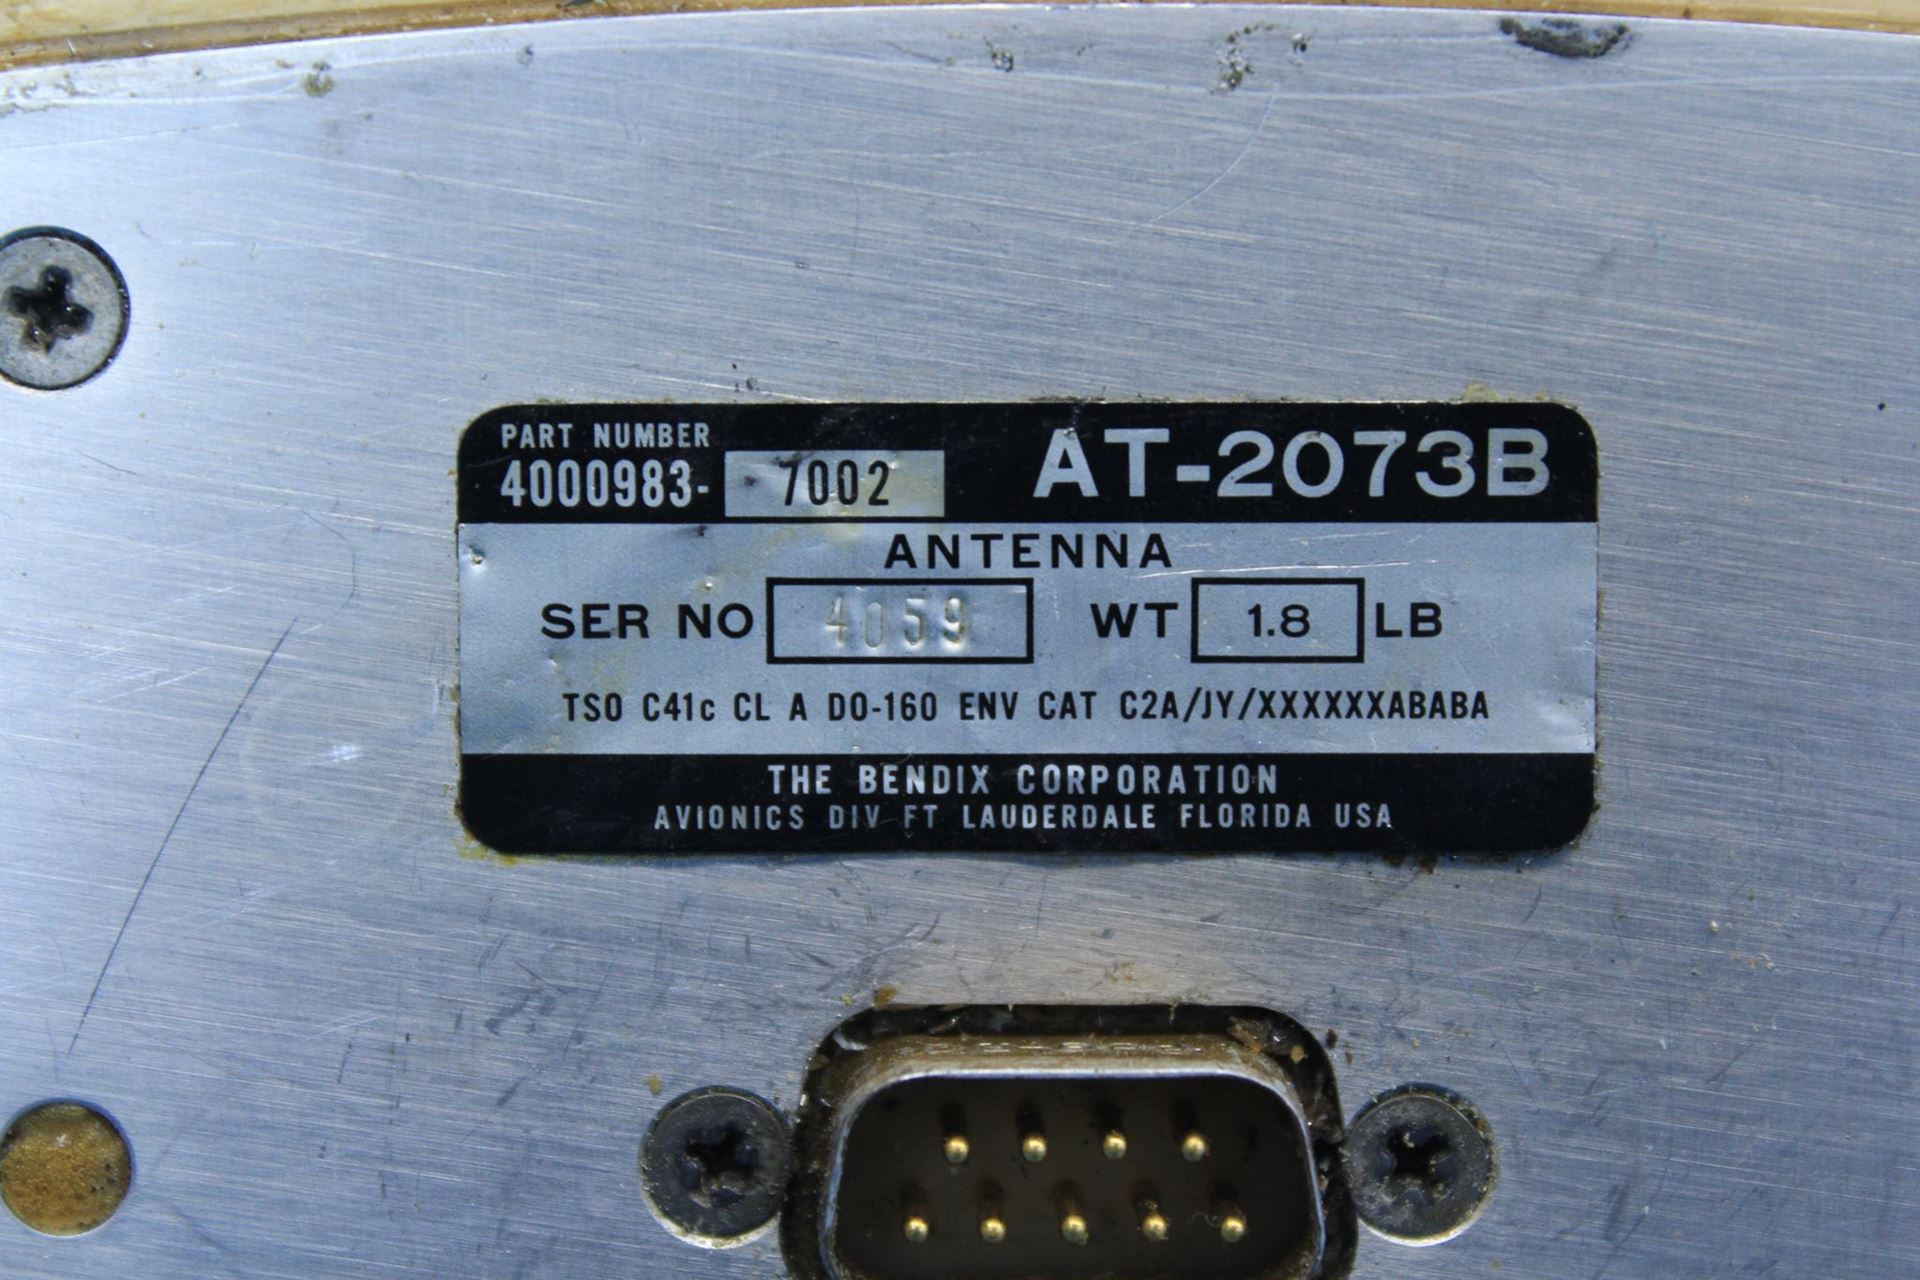 PART NUMBER
4000983- 7002 AT-2073B
ANTENNA
SER NO 4059 WT 1.8 LB
TSO C41c CL A DO-160 ENV CAT C2A/JY/XXXXXXABABA
THE BENDIX CORPORATION
AVIONICS DIV FT LAUDERDALE FLORIDA USA